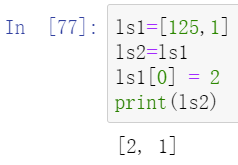 In [77]: ls1=[125,1]
ls2=ls1
ls1[0] = 2
print(ls2)
[2, 1]